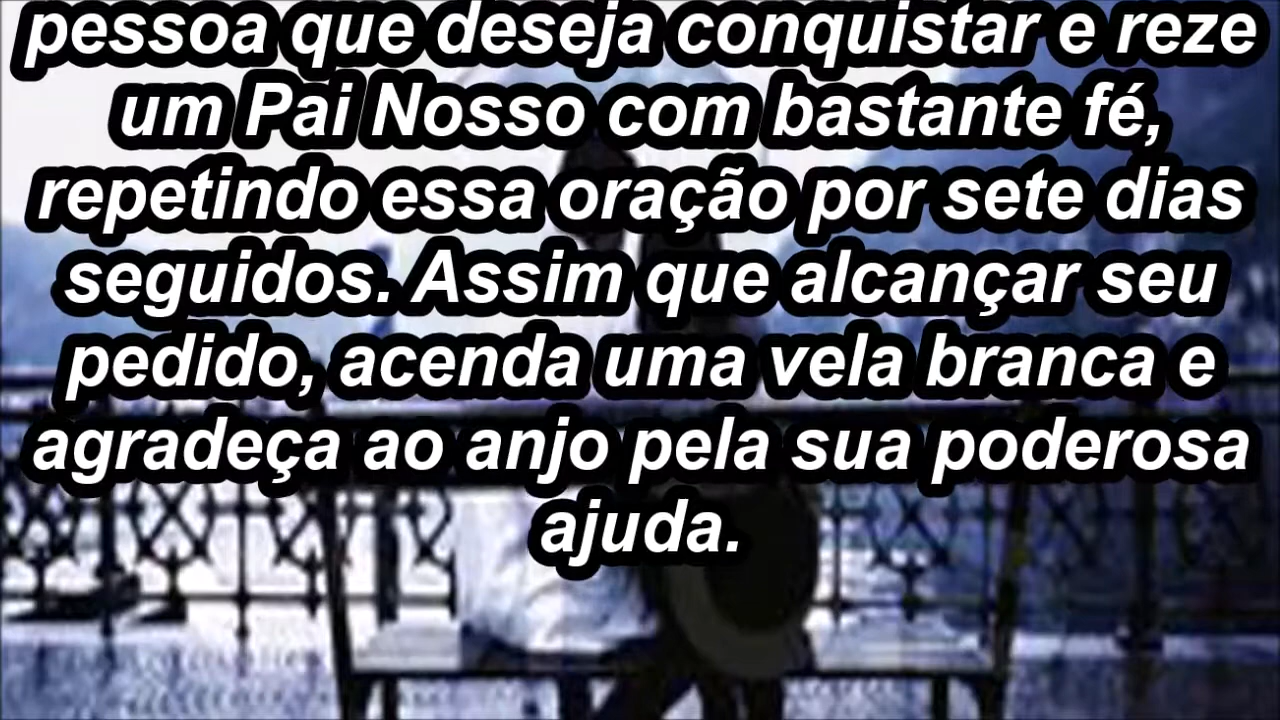 pessoa que deseja conquistar e reze
um Pai Nosso com bastante fé,
repetindo essa oração por sete dias
seguidos. Assim que alcançar seu
pedido, acenda uma vela branca e
agradeça ao anjo pela sua poderosa
ajuda.